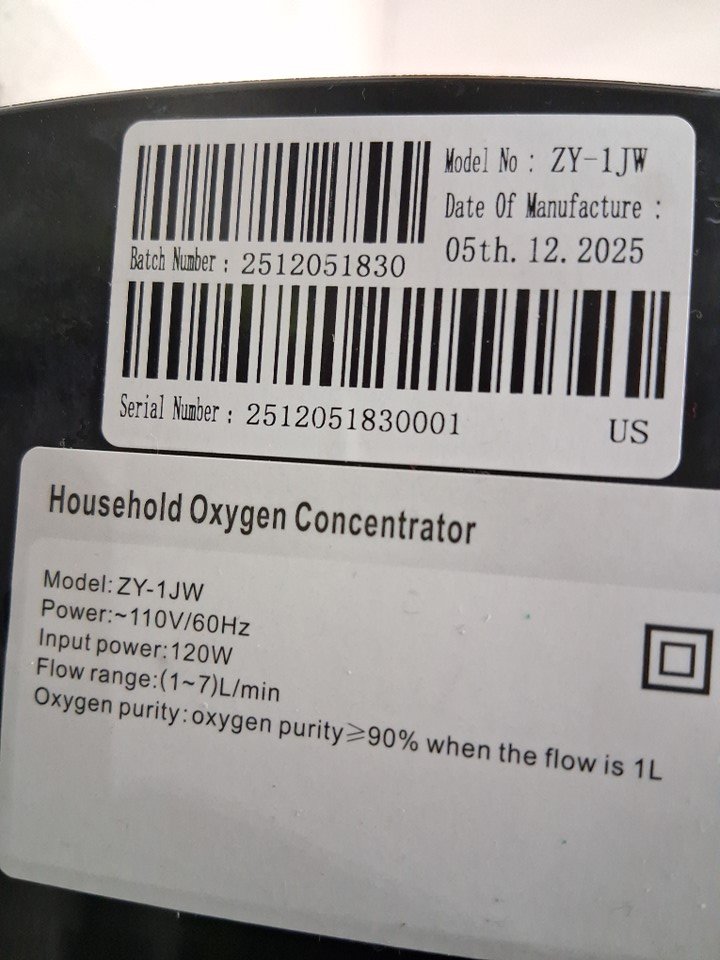 Model No : ZY-1JW
Date Of Manufacture :
05th. 12. 2025
Batch Number : 2512051830
Serial Number : 2512051830001
US
Household Oxygen Concentrator
Model:ZY-1JW
Power:~110V/60Hz
Input power:120W
Flow range:(1~7)L/min
Oxygen purity:oxygen purity⩾90% when the flow is 1L